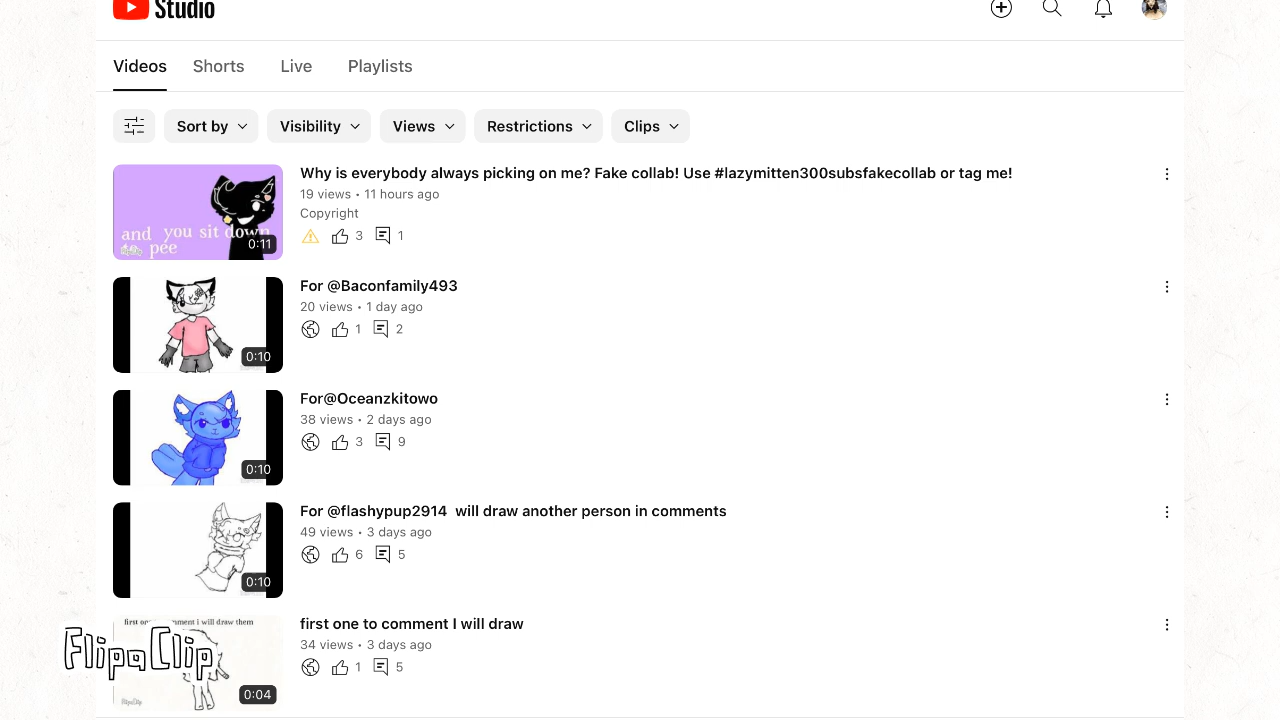 Studio
Videos Shorts Live Playlists
Sort by Visibility Views Restrictions Clips
and you sit down
to pee
0:11
Why is everybody always picking on me? Fake collab! Use #lazymitten300subsfakecollab or tag me!
19 views • 11 hours ago
Copyright
3 1
0:10
For @Baconfamily493
20 views • 1 day ago
1 2
0:10
For@Oceanzkitowo
38 views • 2 days ago
3 9
0:10
For @flashypup2914 will draw another person in comments
49 views • 3 days ago
6 5
first one to comment i will draw them
FlipaClip
FlipaClip
0:04
first one to comment I will draw
34 views • 3 days ago
1 5